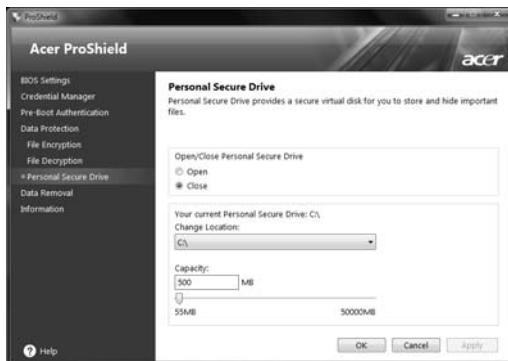 ProShield
Acer ProShield
acer
BIOS Settings
Credential Manager
Pre-Boot Authentication
Data Protection
File Encryption
File Decryption
Personal Secure Drive
Data Removal
Information
Help
Personal Secure Drive
Personal Secure Drive provides a secure virtual disk for you to store and hide important
files.
Open/Close Personal Secure Drive
Open
Close
Your current Personal Secure Drive: C:\
Change Location:
C:\
Capacity:
500 MB
55MB 50000MB
OK Cancel Apply